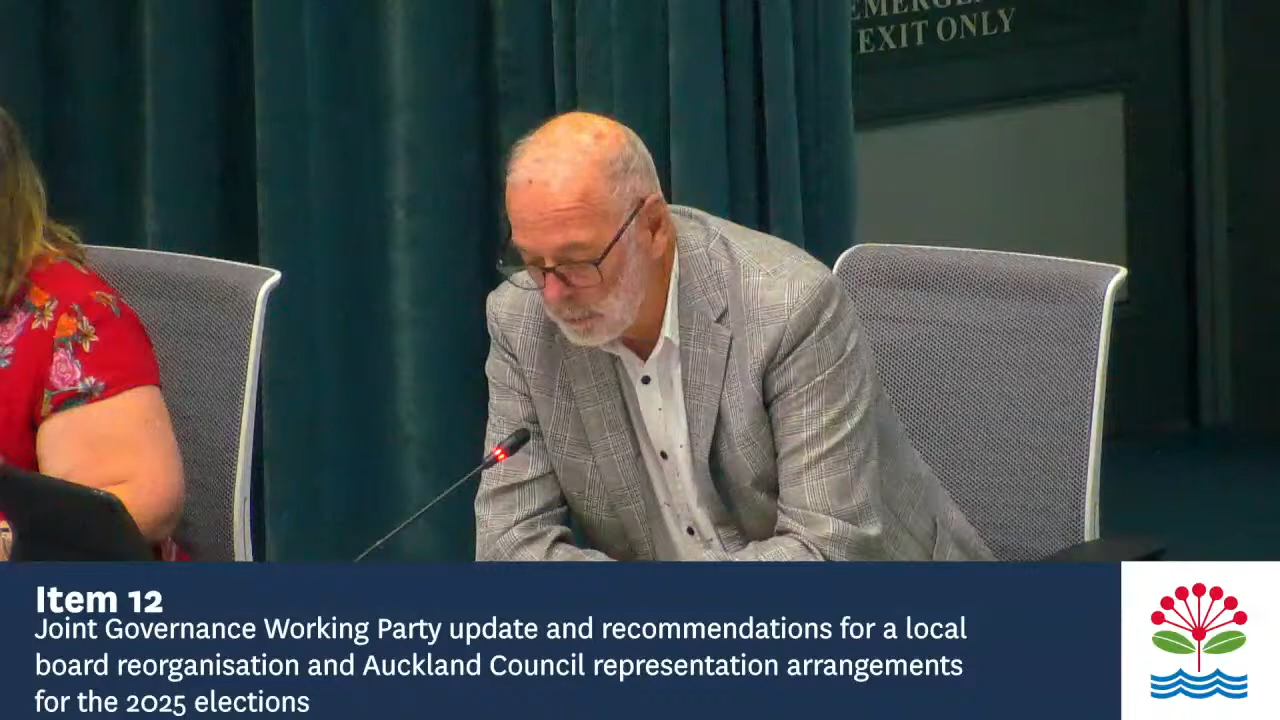 EXIT ONLY
Item 12
Joint Governance Working Party update and recommendations for a local
board reorganisation and Auckland Council representation arrangements
for the 2025 elections